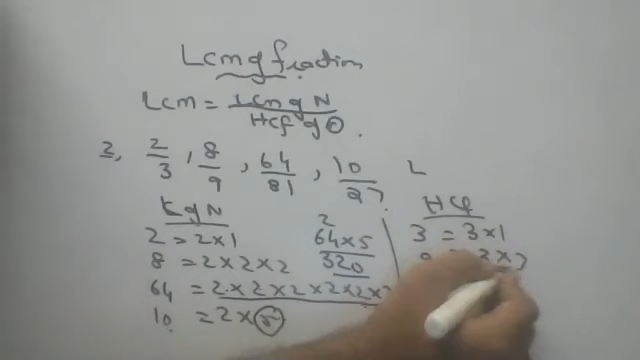 Lcm of fraction
Lcm = Lcm of N / Hcf of D.
2, 2/3, 8/9, 64/81, 10/27. L
N
2 = 2×1
8 = 2×2×2
64 = 2×2×2×2×2×
10 = 2×5
2
64×5
320
Hcf
3 = 3×1
= 3×3